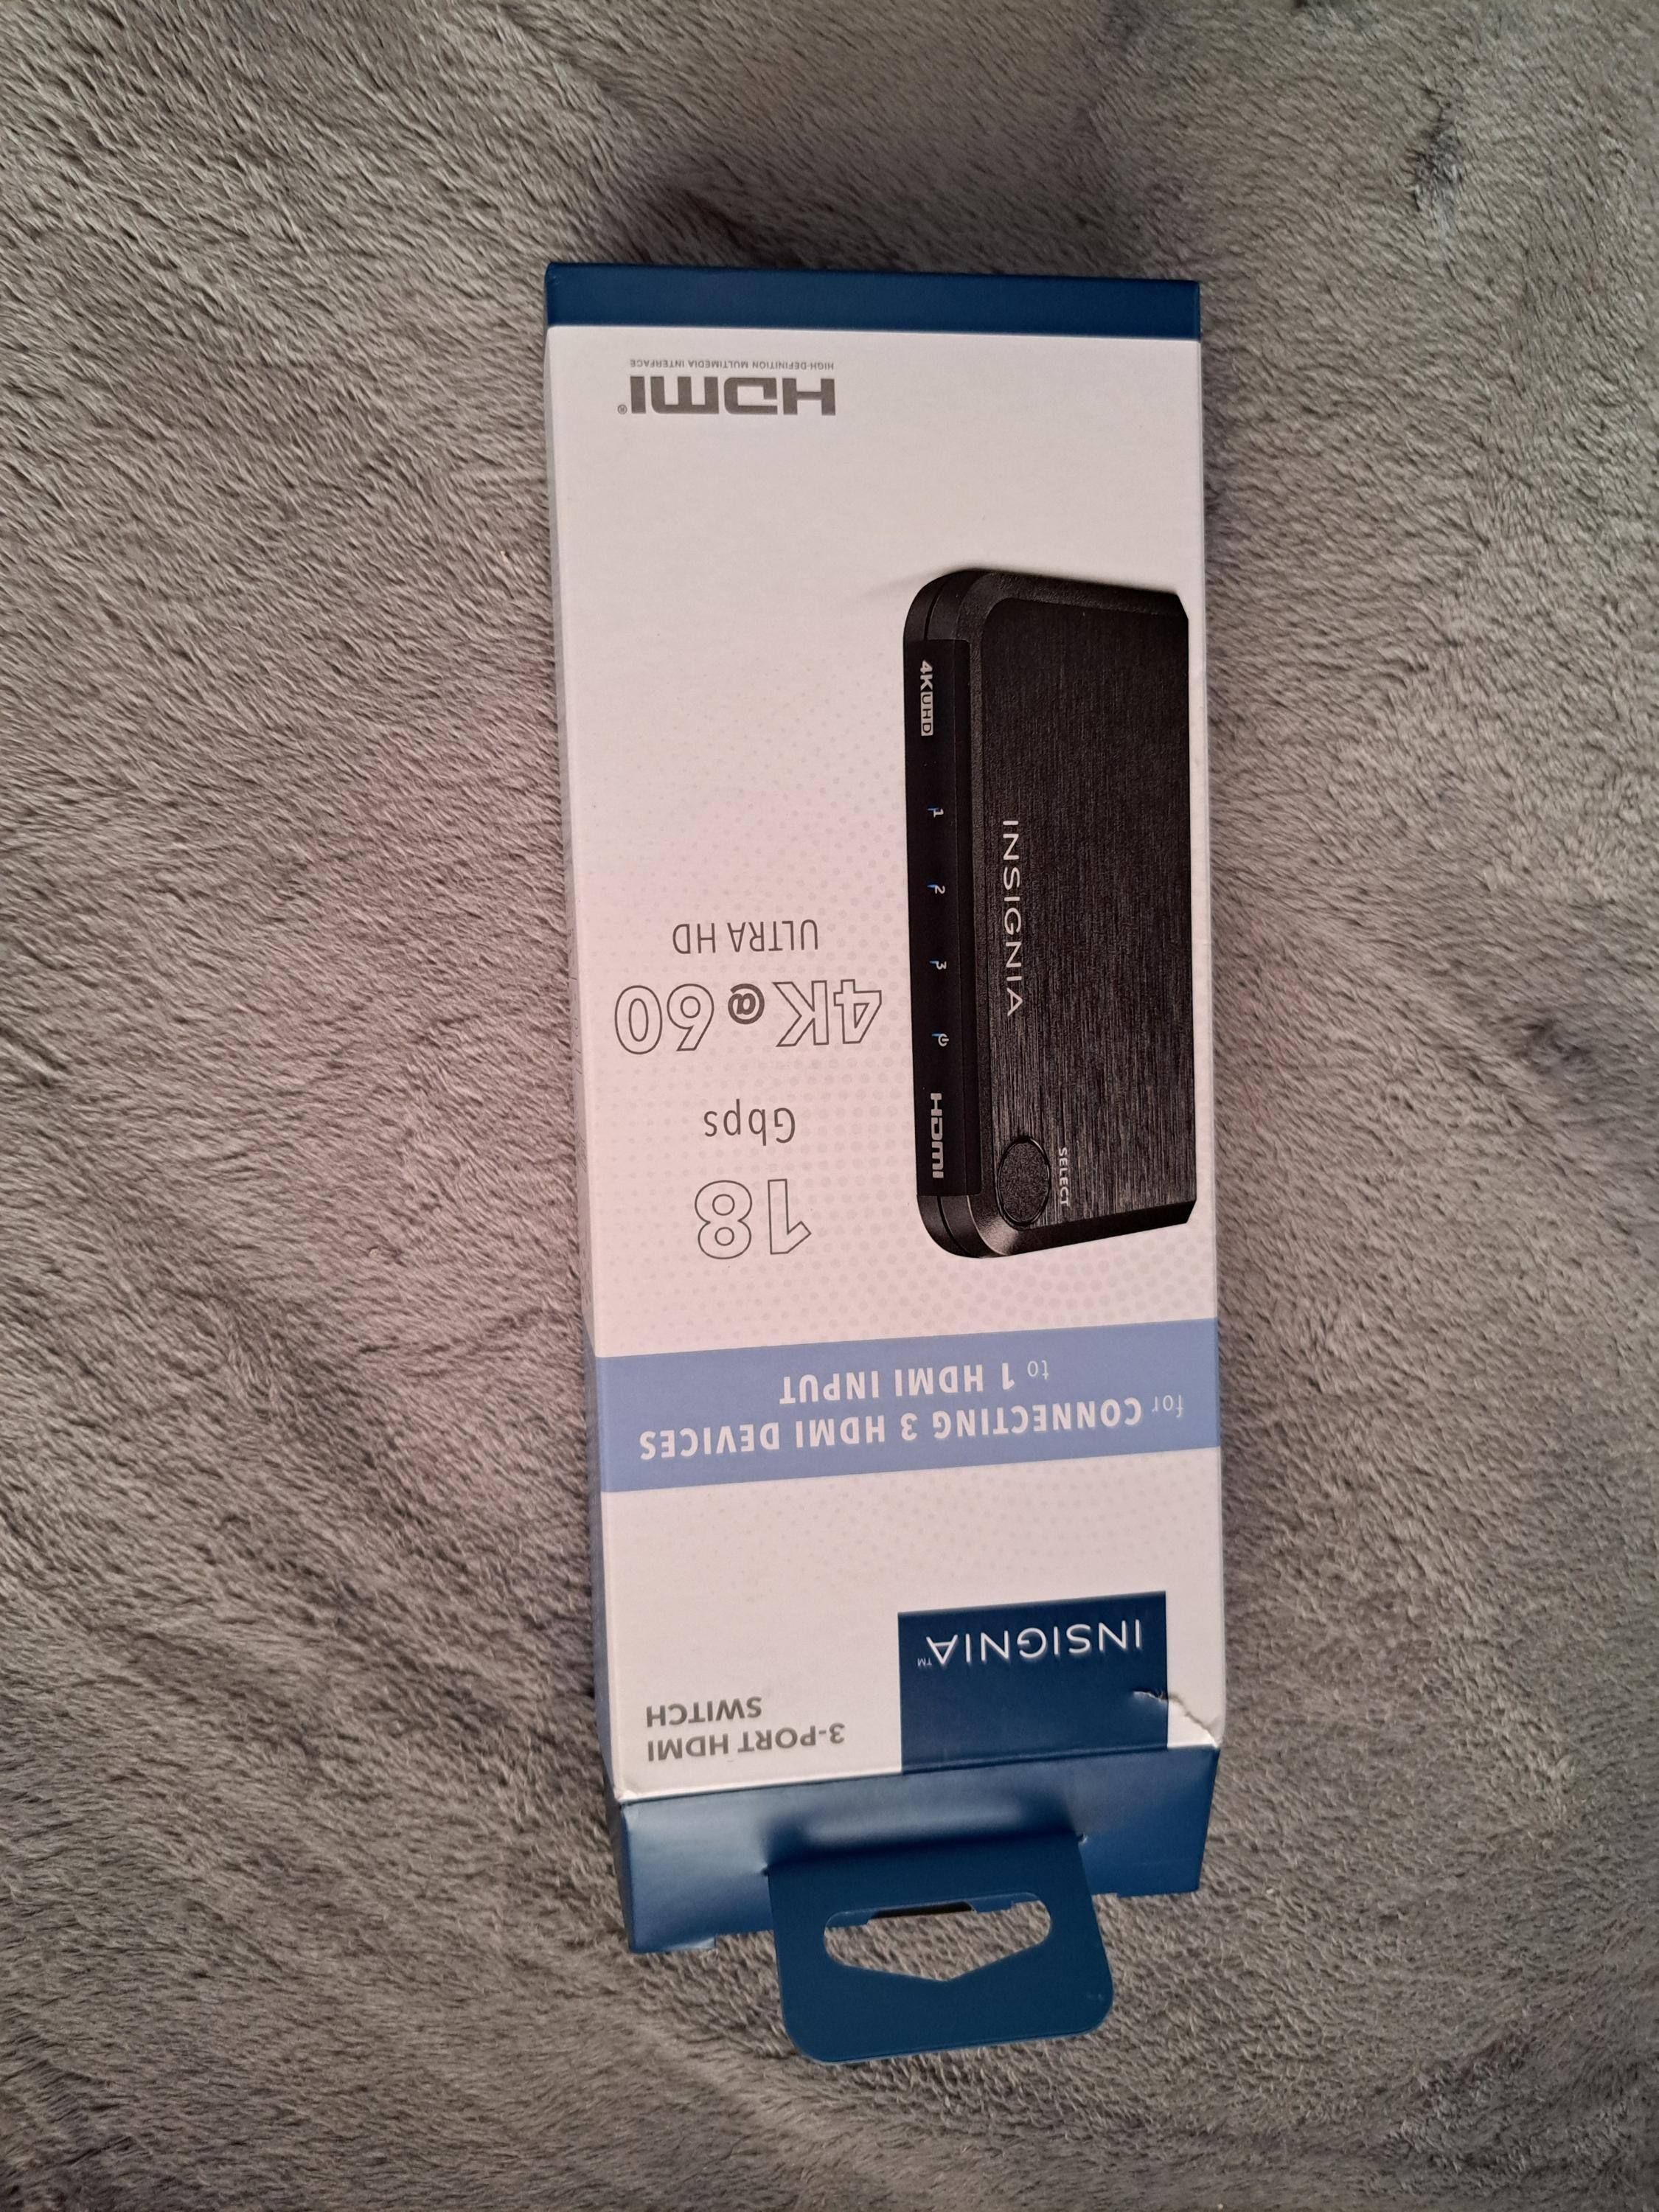 3-PORT HDMI
SWITCH
INSIGNIA™
for CONNECTING 3 HDMI DEVICES
to 1 HDMI INPUT
18
Gbps
4K@60
ULTRA HD
SELECT
INSIGNIA
4K UHD 1 2 3 HDMI
HDMI®
HIGH-DEFINITION MULTIMEDIA INTERFACE